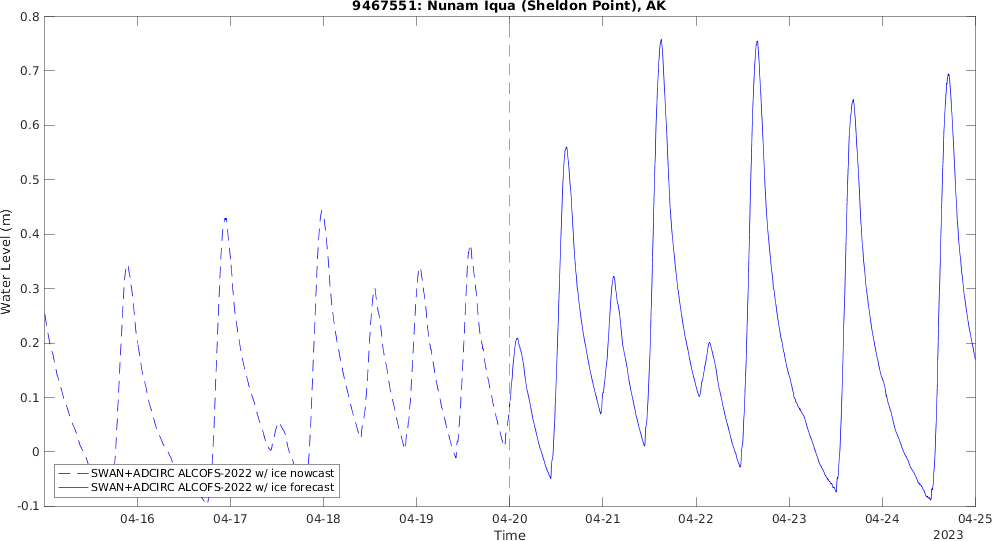 9467551: Nunam Iqua (Sheldon Point), AK
Water Level (m)
0.8
0.7
0.6
0.5
0.4
0.3
0.2
0.1
0
-0.1
SWAN+ADCIRC ALCOFS-2022 w/ ice nowcast
SWAN+ADCIRC ALCOFS-2022 w/ ice forecast
04-16 04-17 04-18 04-19 04-20 04-21 04-22 04-23 04-24 04-25
Time
2023